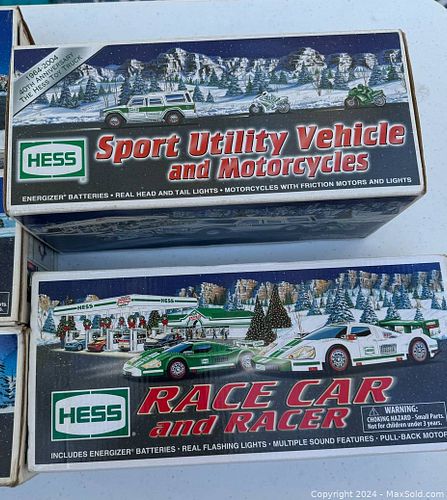 40TH ANNIVERSARY
1964-2004
THE HESS TOY TRUCK
HESS
Sport Utility Vehicle
and Motorcycles
ENERGIZER® BATTERIES • REAL HEAD AND TAIL LIGHTS • MOTORCYCLES WITH FRICTION MOTORS AND LIGHTS
HESS
HESS
RACE CAR
and RACER
WARNING:
CHOKING HAZARD - Small Parts.
Not for children under 3 years.
INCLUDES ENERGIZER® BATTERIES • REAL FLASHING LIGHTS • MULTIPLE SOUND FEATURES • PULL-BACK MOTOR
Copyright 2024 - MaxSold.com